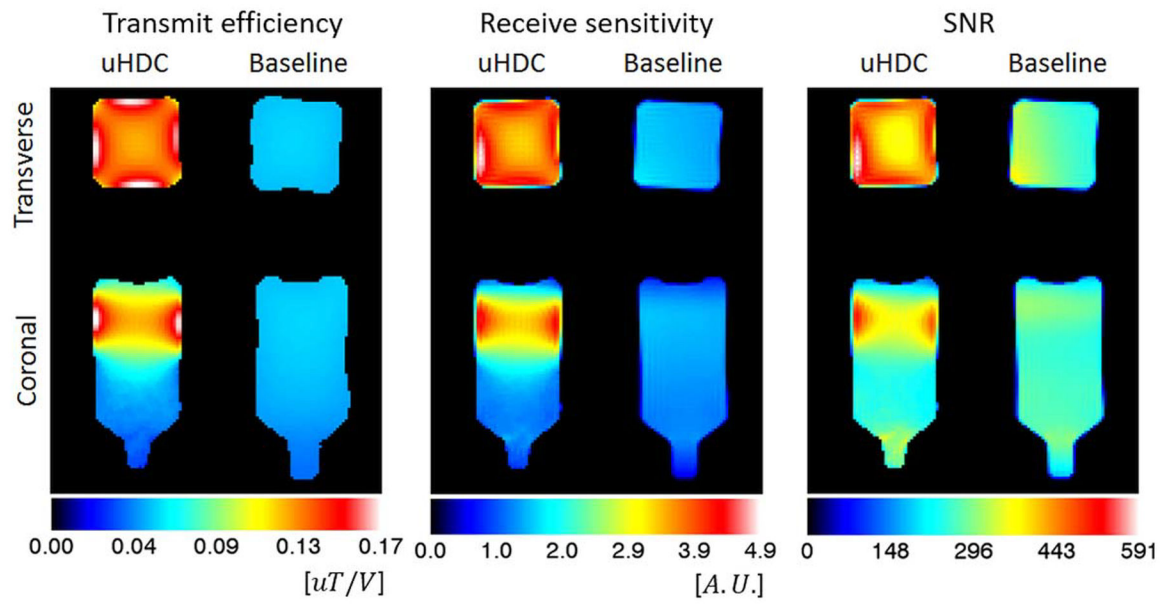 Transmit efficiency Receive sensitivity SNR
uHDC Baseline uHDC Baseline uHDC Baseline
Transverse
Coronal
0.00 0.04 0.09 0.13 0.17 0.0 1.0 2.0 2.9 3.9 4.9 0 148 296 443 591
[uT/V] [A.U.]